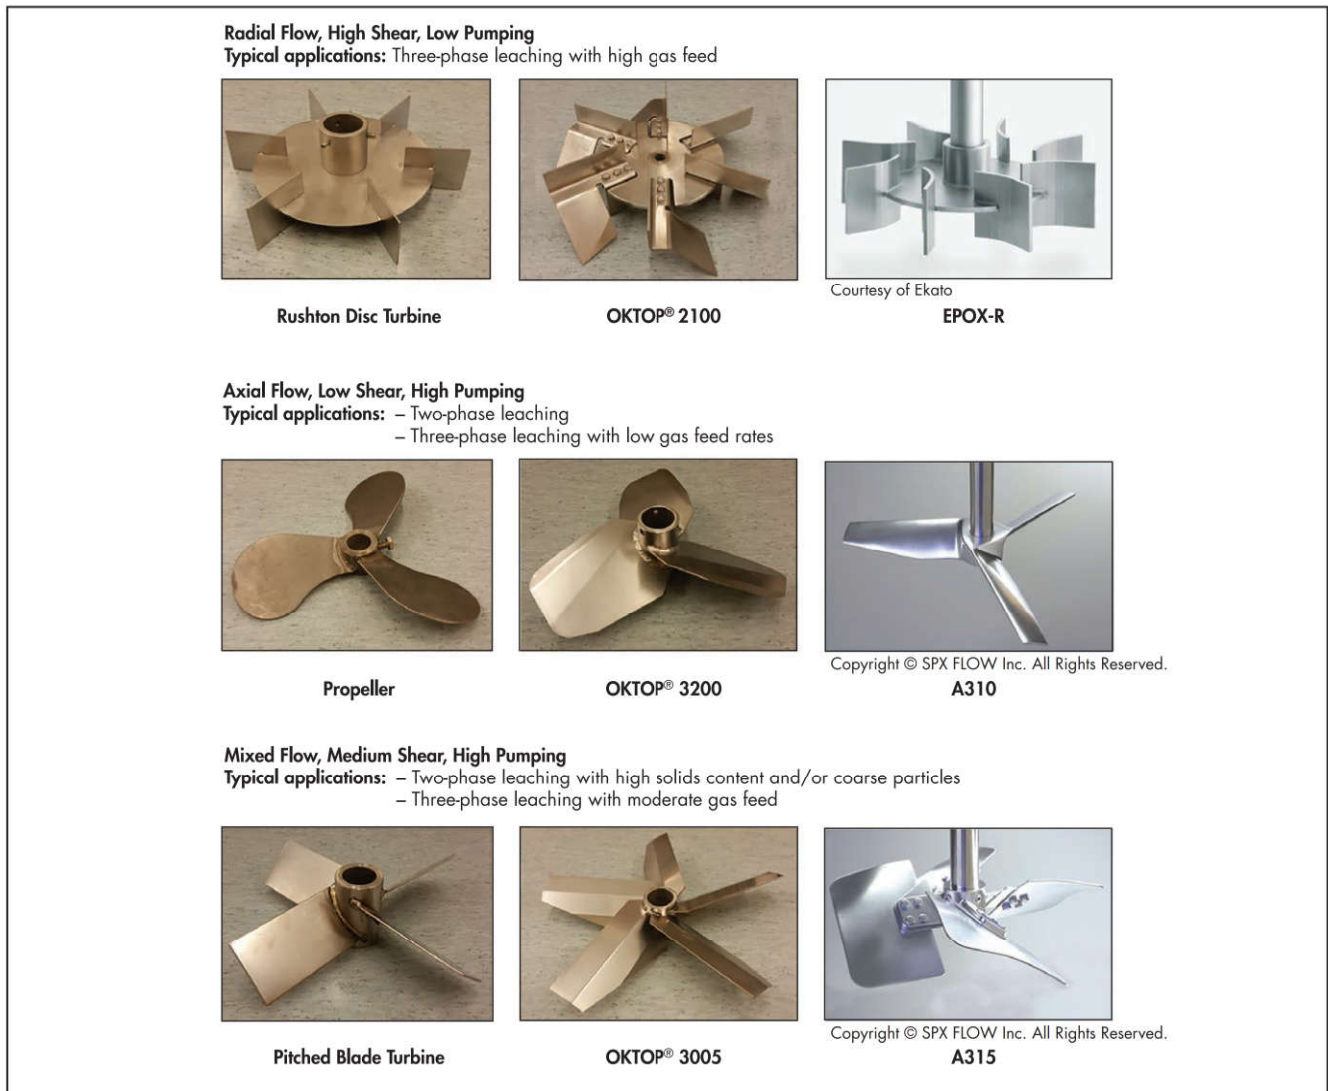 Radial Flow, High Shear, Low Pumping
Typical applications: Three-phase leaching with high gas feed
Courtesy of Ekato
Rushton Disc Turbine
OKTOP® 2100
EPOX-R
Axial Flow, Low Shear, High Pumping
Typical applications: – Two-phase leaching
– Three-phase leaching with low gas feed rates
Copyright © SPX FLOW Inc. All Rights Reserved.
Propeller
OKTOP® 3200
A310
Mixed Flow, Medium Shear, High Pumping
Typical applications: – Two-phase leaching with high solids content and/or coarse particles
– Three-phase leaching with moderate gas feed
Copyright © SPX FLOW Inc. All Rights Reserved.
Pitched Blade Turbine
OKTOP® 3005
A315